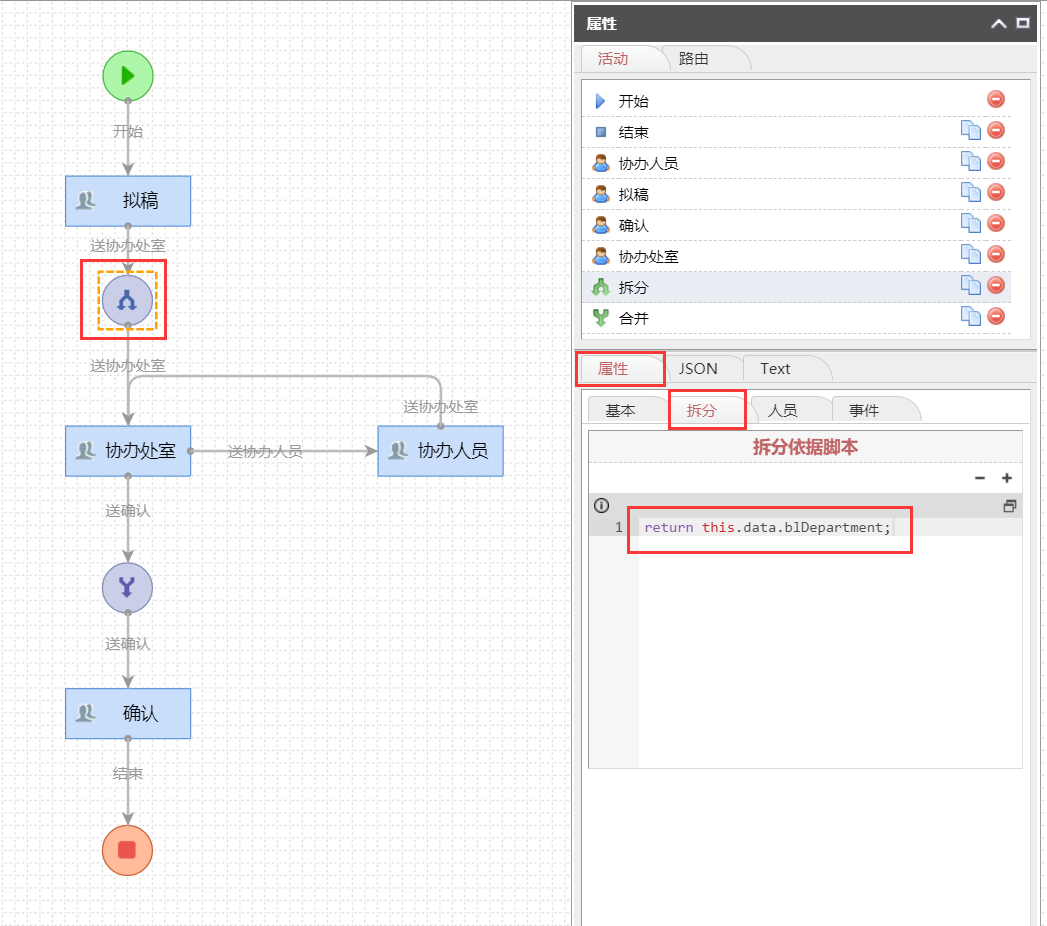 开始
拟稿
送协办处室
送协办处室
送协办处室
协办处室
送协办人员
协办人员
送确认
送确认
确认
结束
属性
活动
路由
开始
结束
协办人员
拟稿
确认
协办处室
拆分
合并
属性
JSON
Text
基本
拆分
人员
事件
拆分依据脚本
1 return this.data.blDepartment;